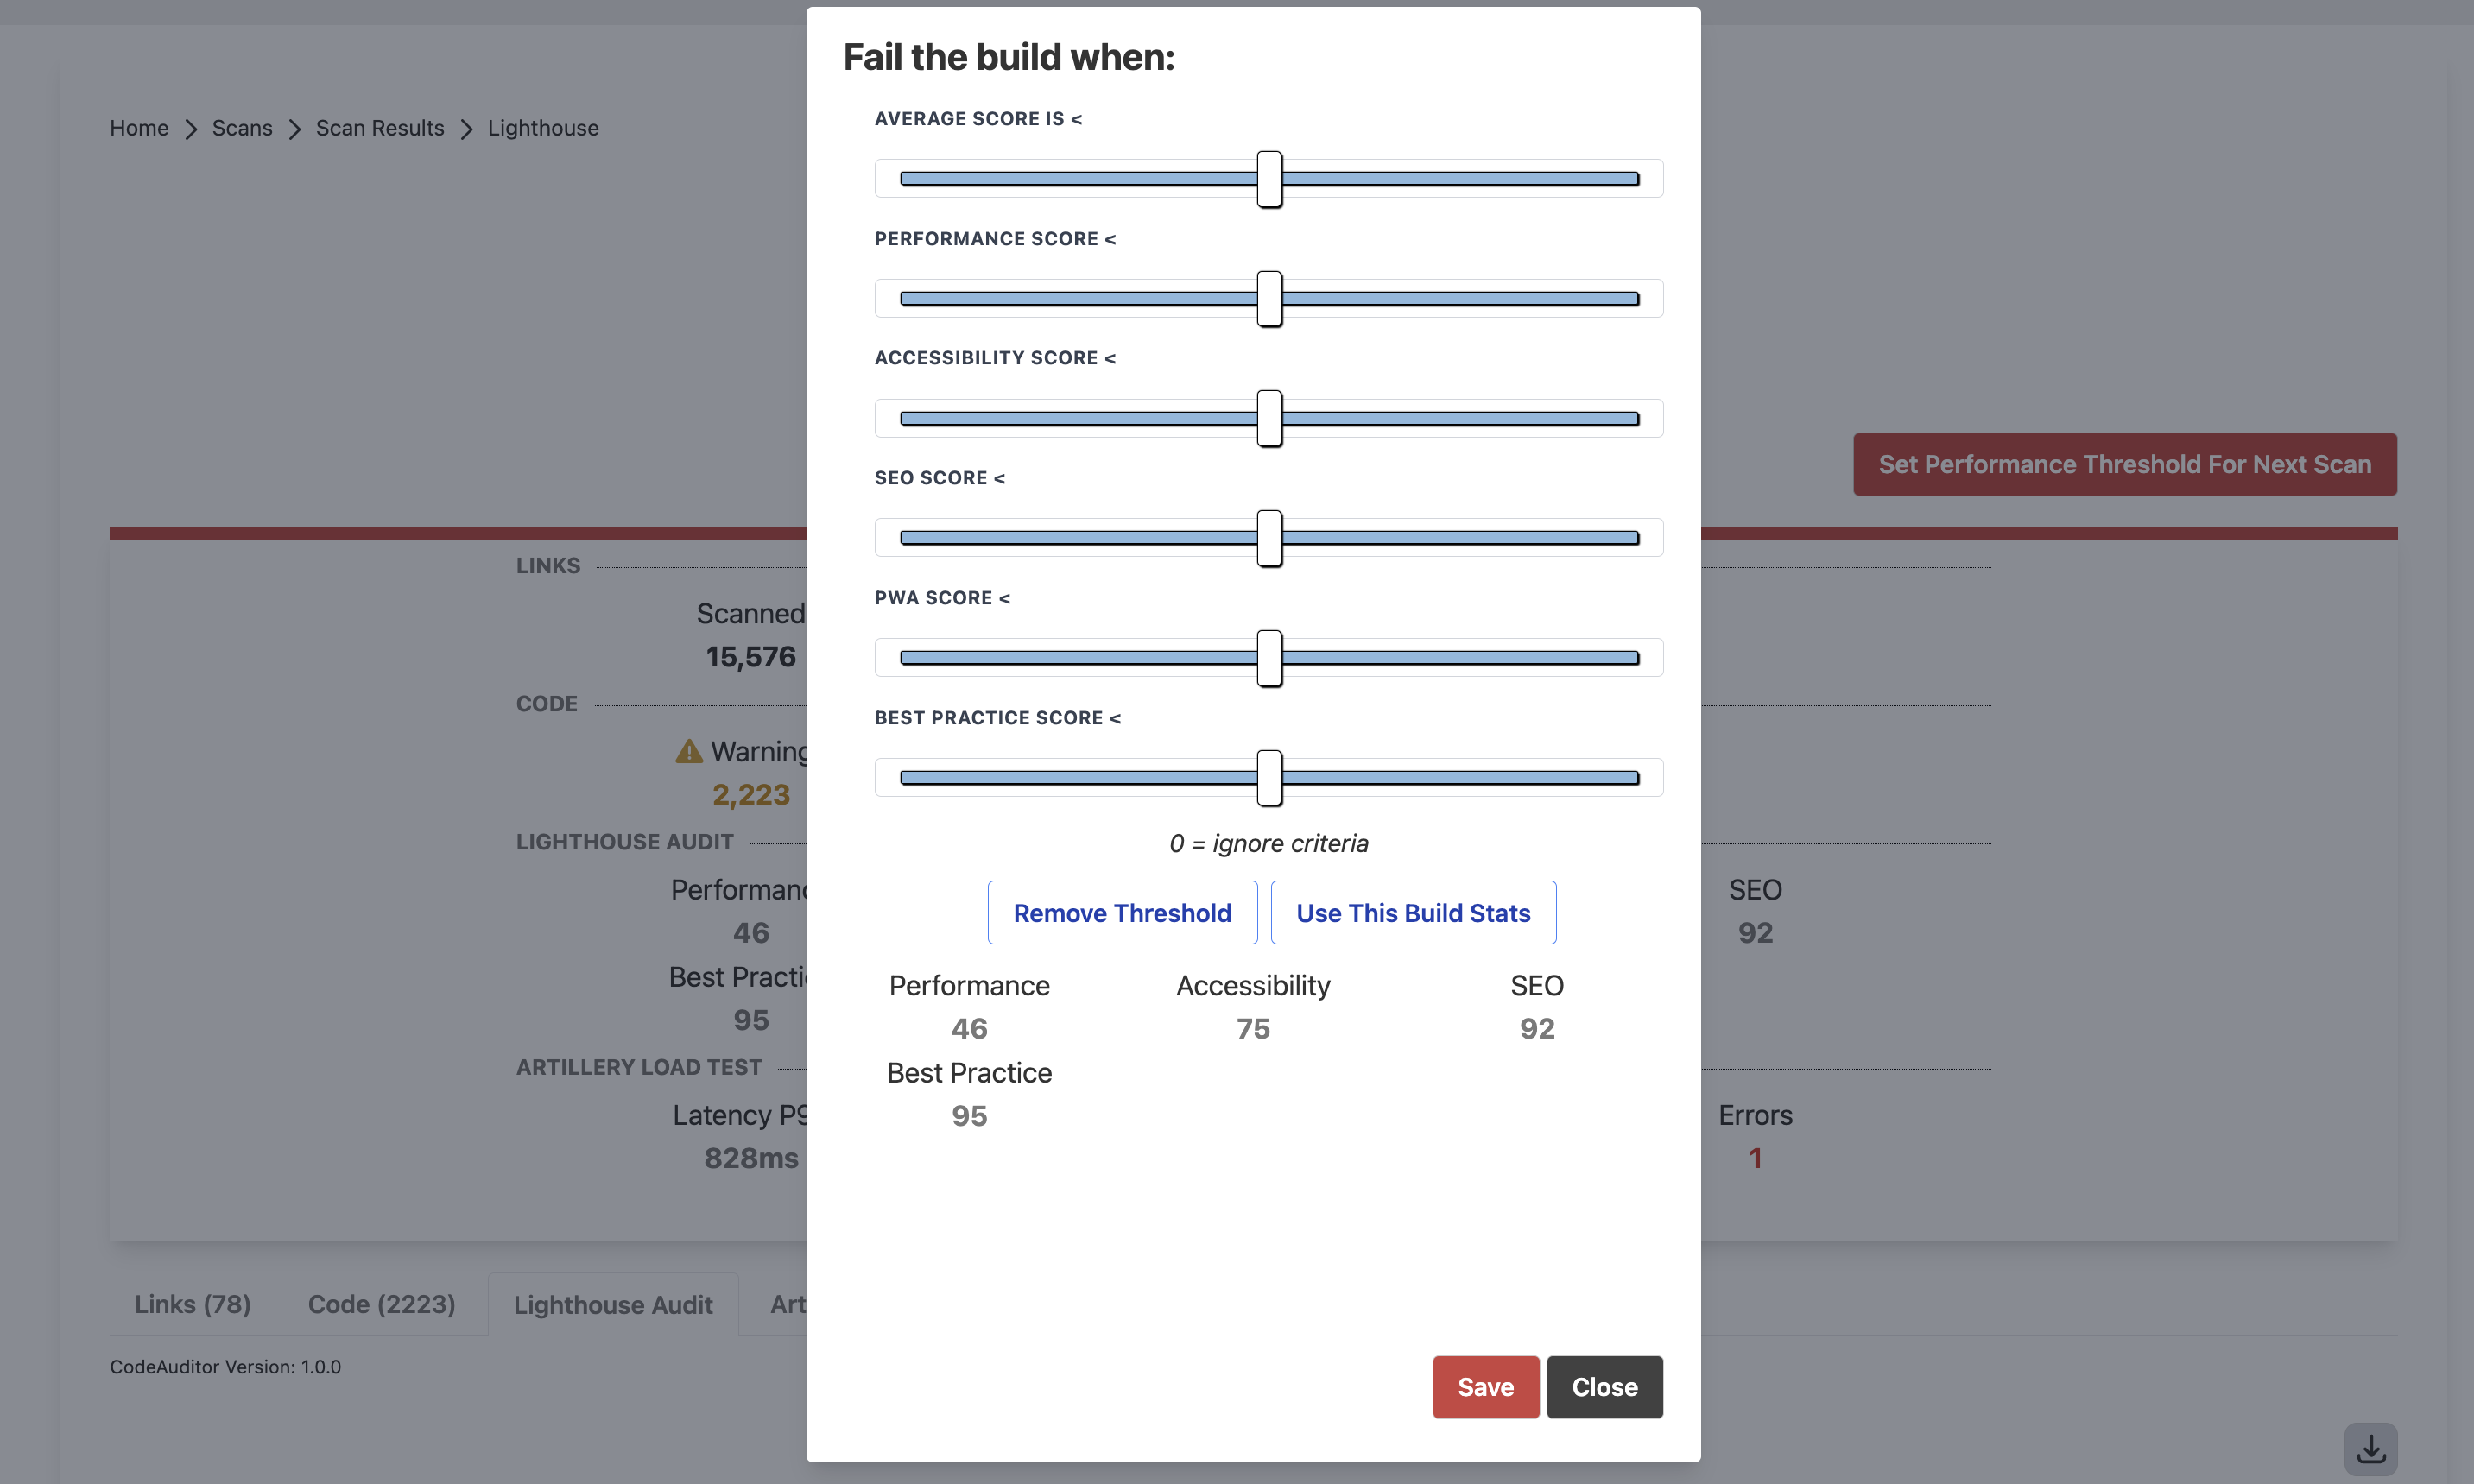 Fail the build when:
AVERAGE SCORE IS <
PERFORMANCE SCORE <
ACCESSIBILITY SCORE <
SEO SCORE <
PWA SCORE <
BEST PRACTICE SCORE <
0 = ignore criteria
Remove Threshold Use This Build Stats
Performance Accessibility SEO
46 75 92
Best Practice
95
Save Close
Home Scans Scan Results Lighthouse
Set Performance Threshold For Next Scan
LINKS
Scanned
15,576
CODE
Warning
2,223
LIGHTHOUSE AUDIT
Performanc SEO
46 92
Best Practi
95
ARTILLERY LOAD TEST
Latency P9 Errors
828ms 1
Links (78) Code (2223) Lighthouse Audit Art
CodeAuditor Version: 1.0.0